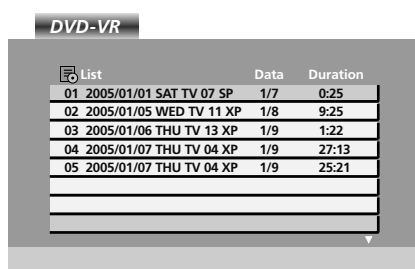 DVD-VR
List Data Duration
01 2005/01/01 SAT TV 07 SP 1/7 0:25
02 2005/01/05 WED TV 11 XP 1/8 9:25
03 2005/01/06 THU TV 13 XP 1/9 1:22
04 2005/01/07 THU TV 04 XP 1/9 27:13
05 2005/01/07 THU TV 04 XP 1/9 25:21